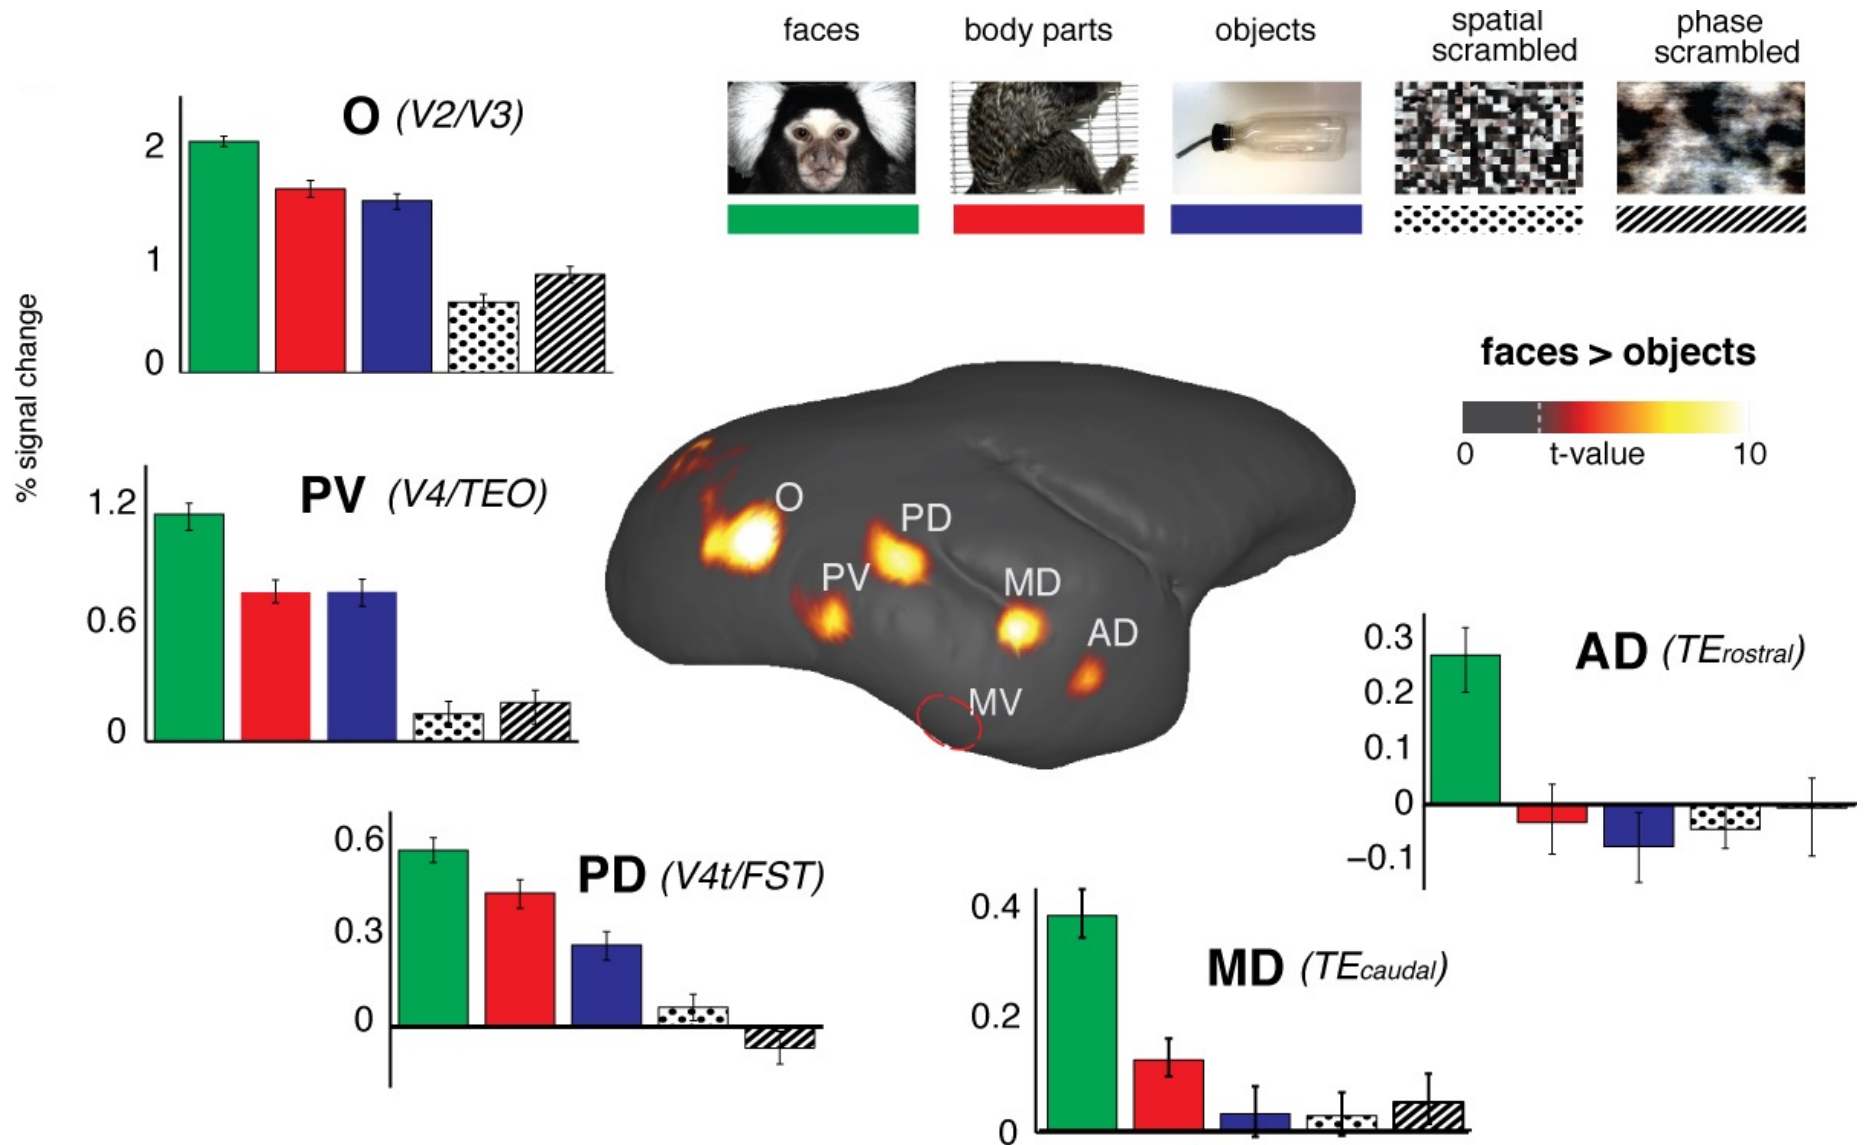 faces
body parts
objects
spatial
scrambled
phase
scrambled
O (V2/V3)
2
1
0
% signal change
faces > objects
0
t-value
10
PV (V4/TEO)
1.2
0.6
0
O
PD
PV
MD
AD
MV
AD (TErostral)
0.3
0.2
0.1
0
−0.1
PD (V4t/FST)
0.6
0.3
0
MD (TEcaudal)
0.4
0.2
0